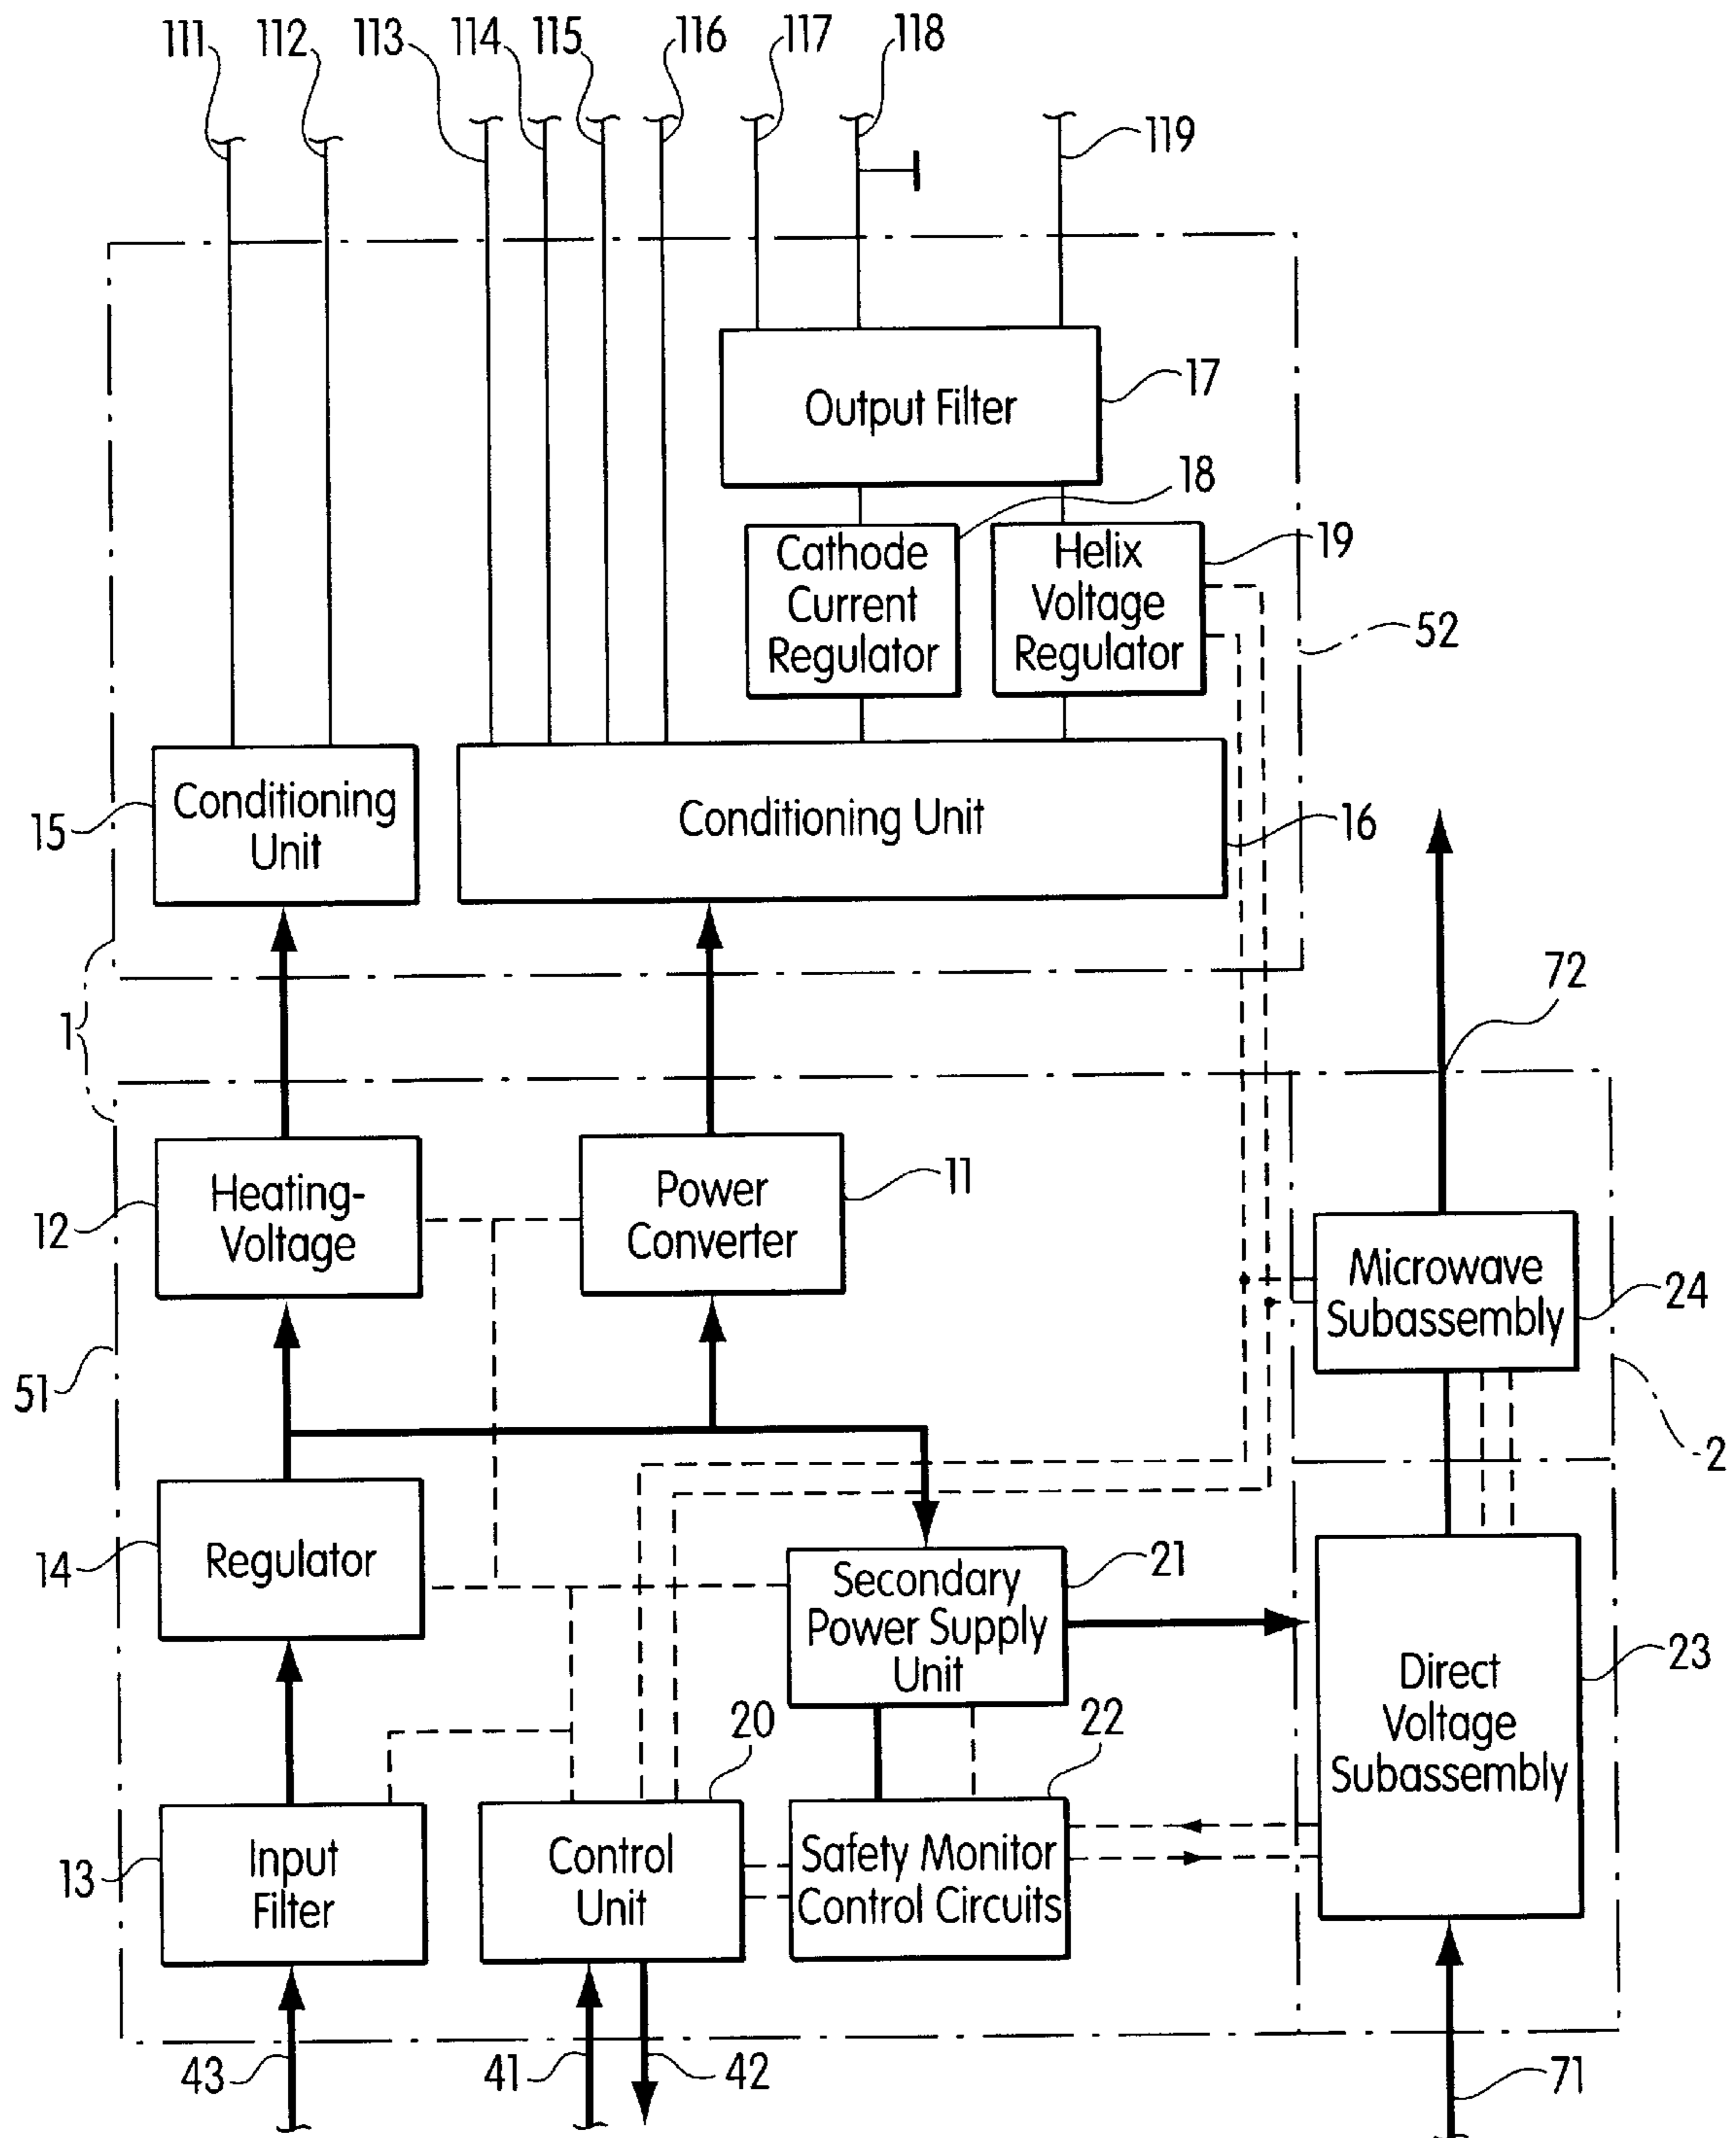 111 112 113 114 115 116 117 118
119
Output Filter
17
18
Cathode
Current
Regulator
Helix
Voltage
Regulator
19
52
15
Conditioning
Unit
Conditioning Unit
16
1
72
12
Heating-
Voltage
Power
Converter
11
Microwave
Subassembly
24
51
2
14
Regulator
Secondary
Power Supply
Unit
21
Direct
Voltage
Subassembly
23
20
22
13
Input
Filter
Control
Unit
Safety Monitor
Control Circuits
43
41
42
71